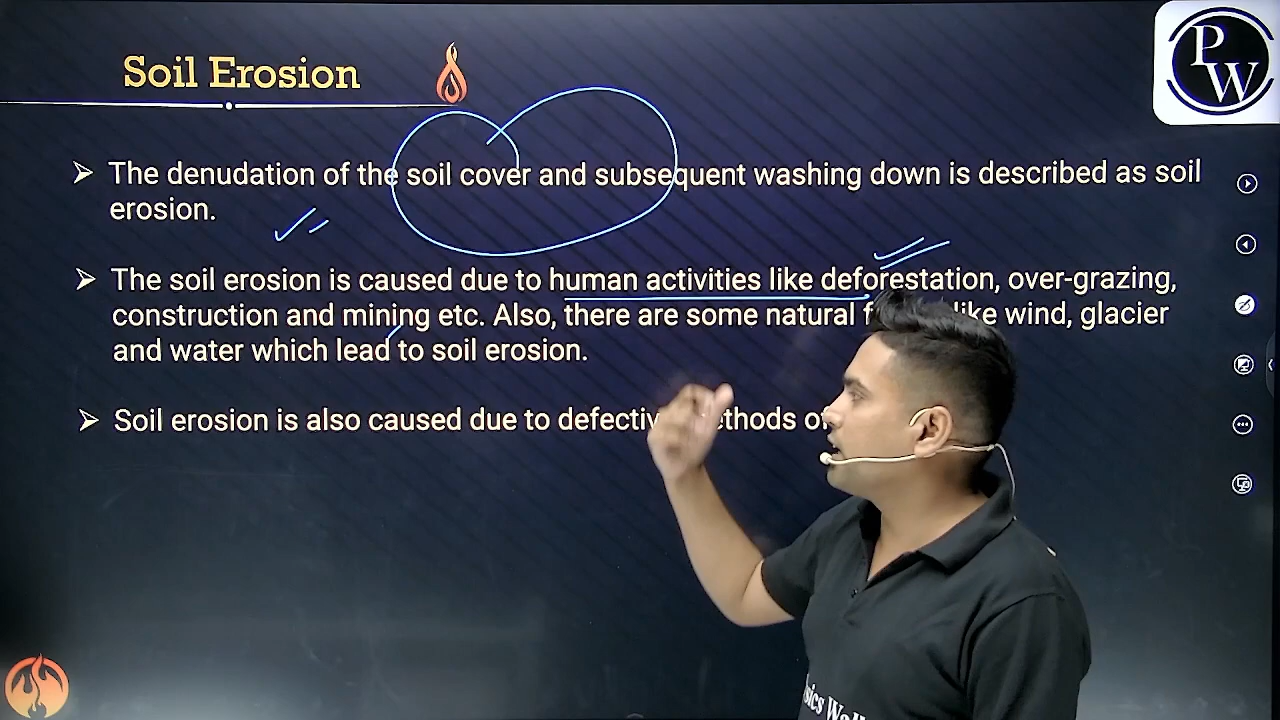 Soil Erosion
PW
➢ The denudation of the soil cover and subsequent washing down is described as soil
erosion.
➢ The soil erosion is caused due to human activities like deforestation, over-grazing,
construction and mining etc. Also, there are some natural like wind, glacier
and water which lead to soil erosion.
➢ Soil erosion is also caused due to of